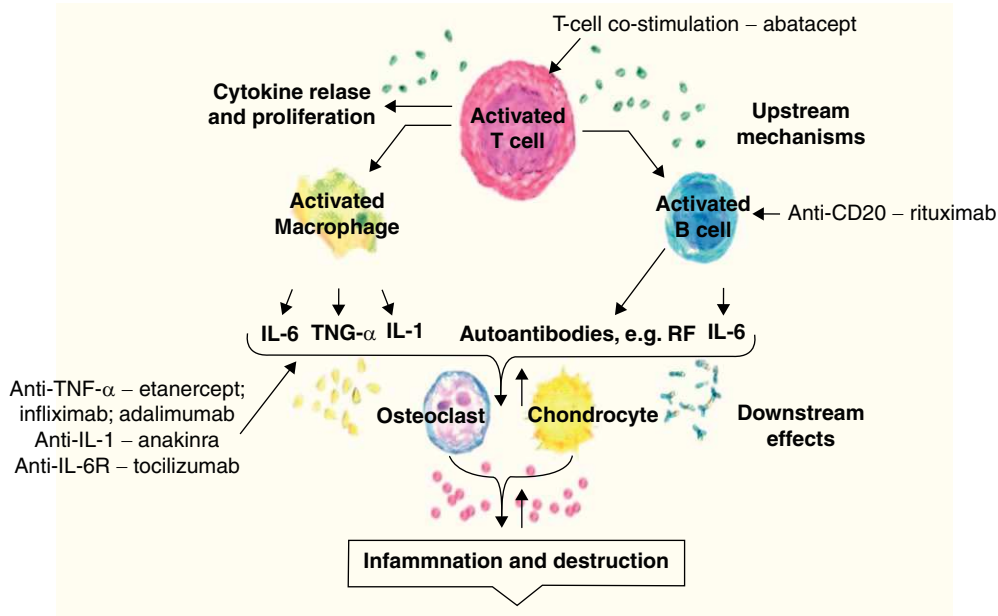 T-cell co-stimulation – abatacept
Cytokine relase
and proliferation
Activated
T cell
Upstream
mechanisms
Activated
Macrophage
Activated
B cell
Anti-CD20 – rituximab
IL-6 TNG-α IL-1
Autoantibodies, e.g. RF IL-6
Anti-TNF-α – etanercept;
infliximab; adalimumab
Anti-IL-1 – anakinra
Anti-IL-6R – tocilizumab
Osteoclast
Chondrocyte
Downstream
effects
Infammnation and destruction